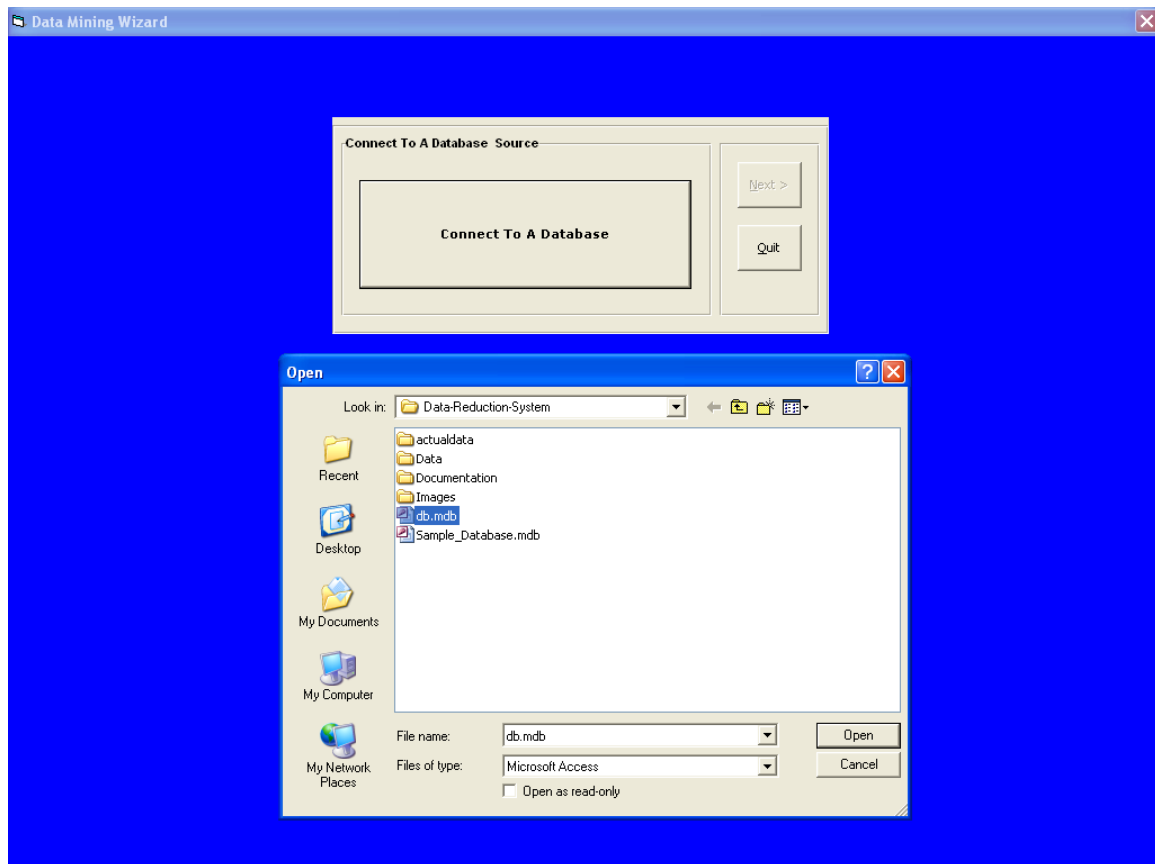 Data Mining Wizard
Connect To A Database Source
Connect To A Database
Next >
Quit
Open
Look in:
Data-Reduction-System
Recent
Desktop
My Documents
My Computer
My Network
Places
actualdata
Data
Documentation
Images
db.mdb
Sample_Database.mdb
File name:
db.mdb
Open
Files of type:
Microsoft Access
Cancel
Open as read-only